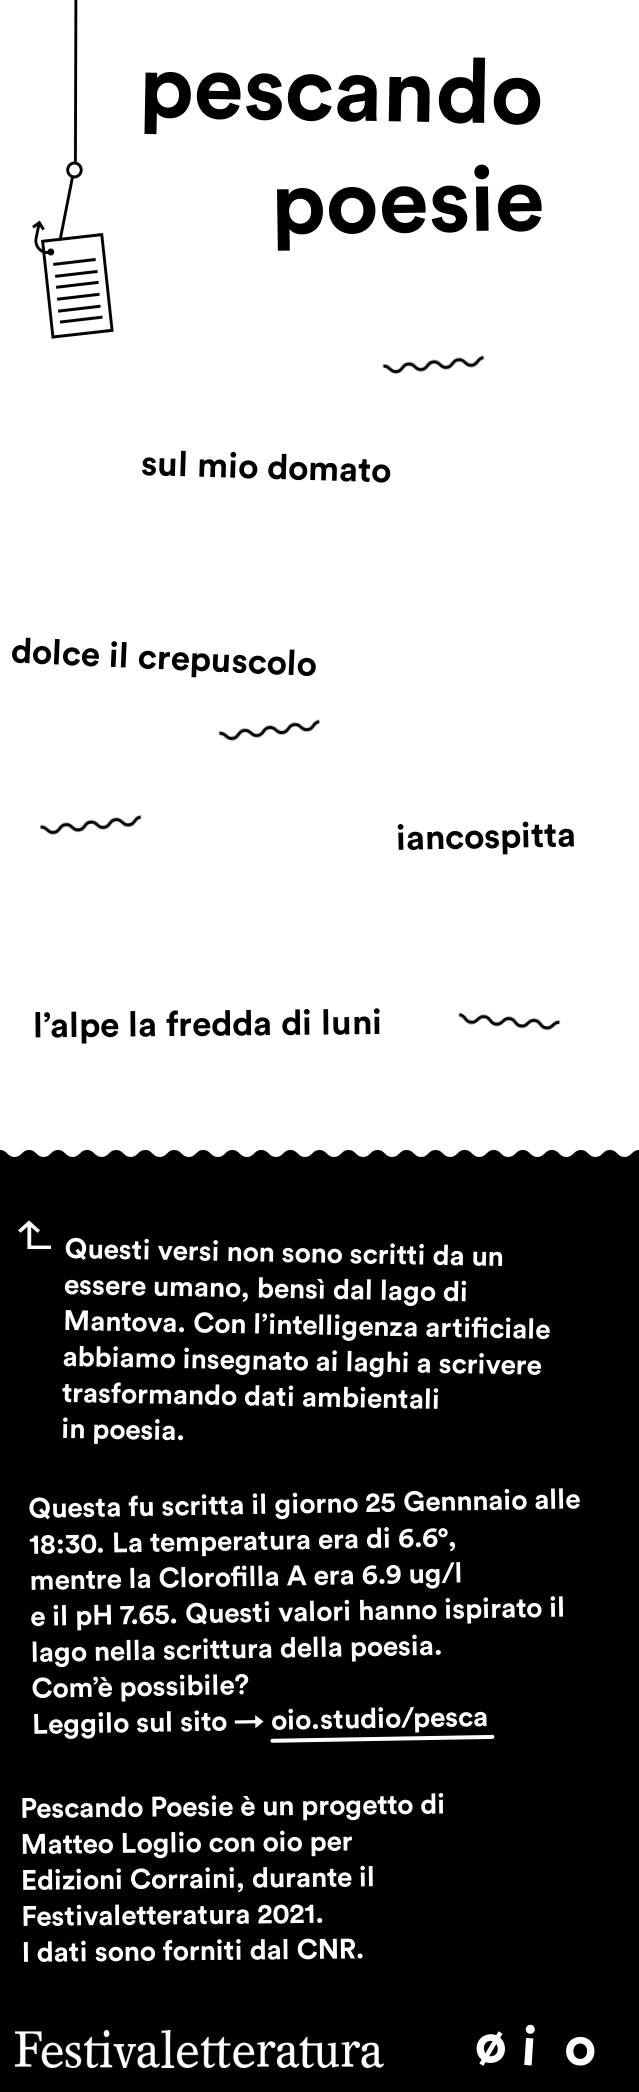 pescando
poesie
sul mio domato
dolce il crepuscolo
iancospitta
l’alpe la fredda di luni
Questi versi non sono scritti da un
essere umano, bensì dal lago di
Mantova. Con l’intelligenza artificiale
abbiamo insegnato ai laghi a scrivere
trasformando dati ambientali
in poesia.
Questa fu scritta il giorno 25 Gennnaio alle
18:30. La temperatura era di 6.6°,
mentre la Clorofilla A era 6.9 ug/l
e il pH 7.65. Questi valori hanno ispirato il
lago nella scrittura della poesia.
Com’è possibile?
Leggilo sul sito → oio.studio/pesca
Pescando Poesie è un progetto di
Matteo Loglio con oio per
Edizioni Corraini, durante il
Festivaletteratura 2021.
I dati sono forniti dal CNR.
Festivaletteratura ø i o